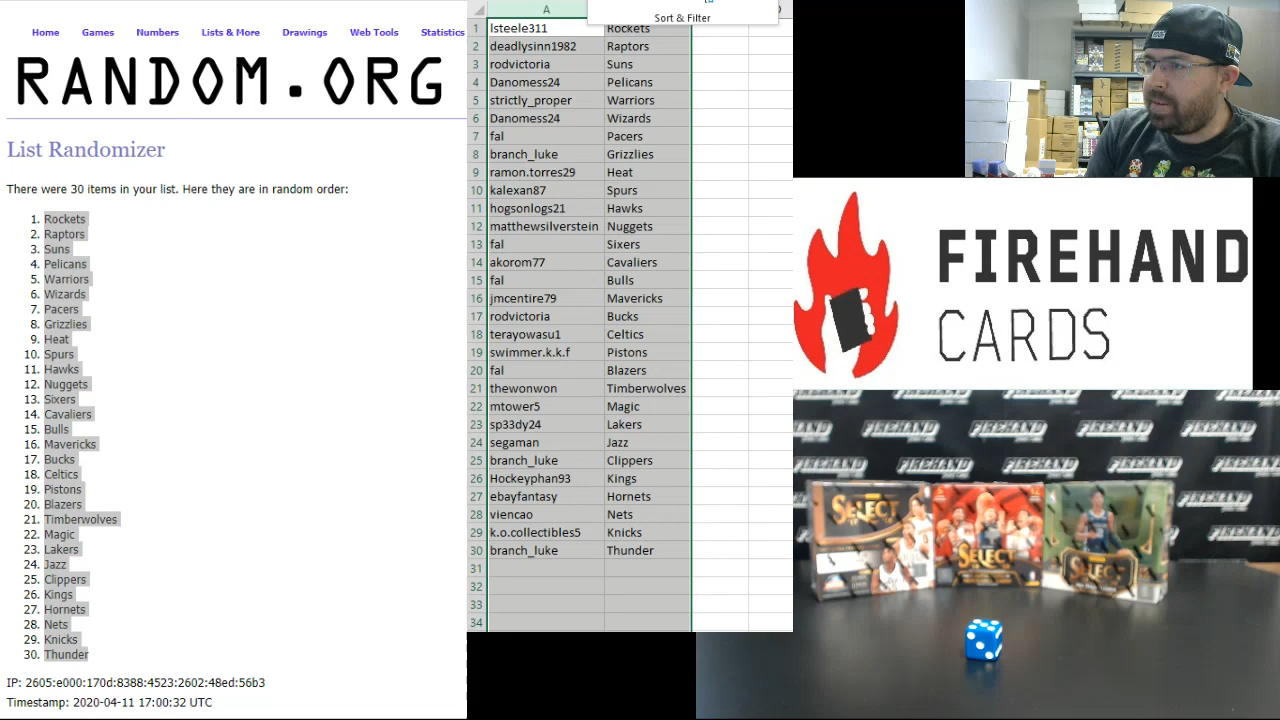 Home Games Numbers Lists & More Drawings Web Tools Statistics
RANDOM.ORG
List Randomizer
There were 30 items in your list. Here they are in random order:
1. Rockets
2. Raptors
3. Suns
4. Pelicans
5. Warriors
6. Wizards
7. Pacers
8. Grizzlies
9. Heat
10. Spurs
11. Hawks
12. Nuggets
13. Sixers
14. Cavaliers
15. Bulls
16. Mavericks
17. Bucks
18. Celtics
19. Pistons
20. Blazers
21. Timberwolves
22. Magic
23. Lakers
24. Jazz
25. Clippers
26. Kings
27. Hornets
28. Nets
29. Knicks
30. Thunder
IP: 2605:e000:170d:8388:4523:2602:48ed:56b3
Timestamp: 2020-04-11 17:00:32 UTC
Sort & Filter
A
1 lsteele311 Rockets
2 deadlysinn1982 Raptors
3 rodvictoria Suns
4 Danomess24 Pelicans
5 strictly_proper Warriors
6 Danomess24 Wizards
7 fal Pacers
8 branch_luke Grizzlies
9 ramon.torres29 Heat
10 kalexan87 Spurs
11 hogsonlogs21 Hawks
12 matthewsilverstein Nuggets
13 fal Sixers
14 akorom77 Cavaliers
15 fal Bulls
16 jmcentire79 Mavericks
17 rodvictoria Bucks
18 terayowasu1 Celtics
19 swimmer.k.k.f Pistons
20 fal Blazers
21 thewonwon Timberwolves
22 mtower5 Magic
23 sp33dy24 Lakers
24 segaman Jazz
25 branch_luke Clippers
26 Hockeyphan93 Kings
27 ebayfantasy Hornets
28 viencao Nets
29 k.o.collectibles5 Knicks
30 branch_luke Thunder
31
32
33
34
FIREHAND
CARDS
FIREHAND FIREHAND FIREHAND
SELECT
SELECT
SELECT